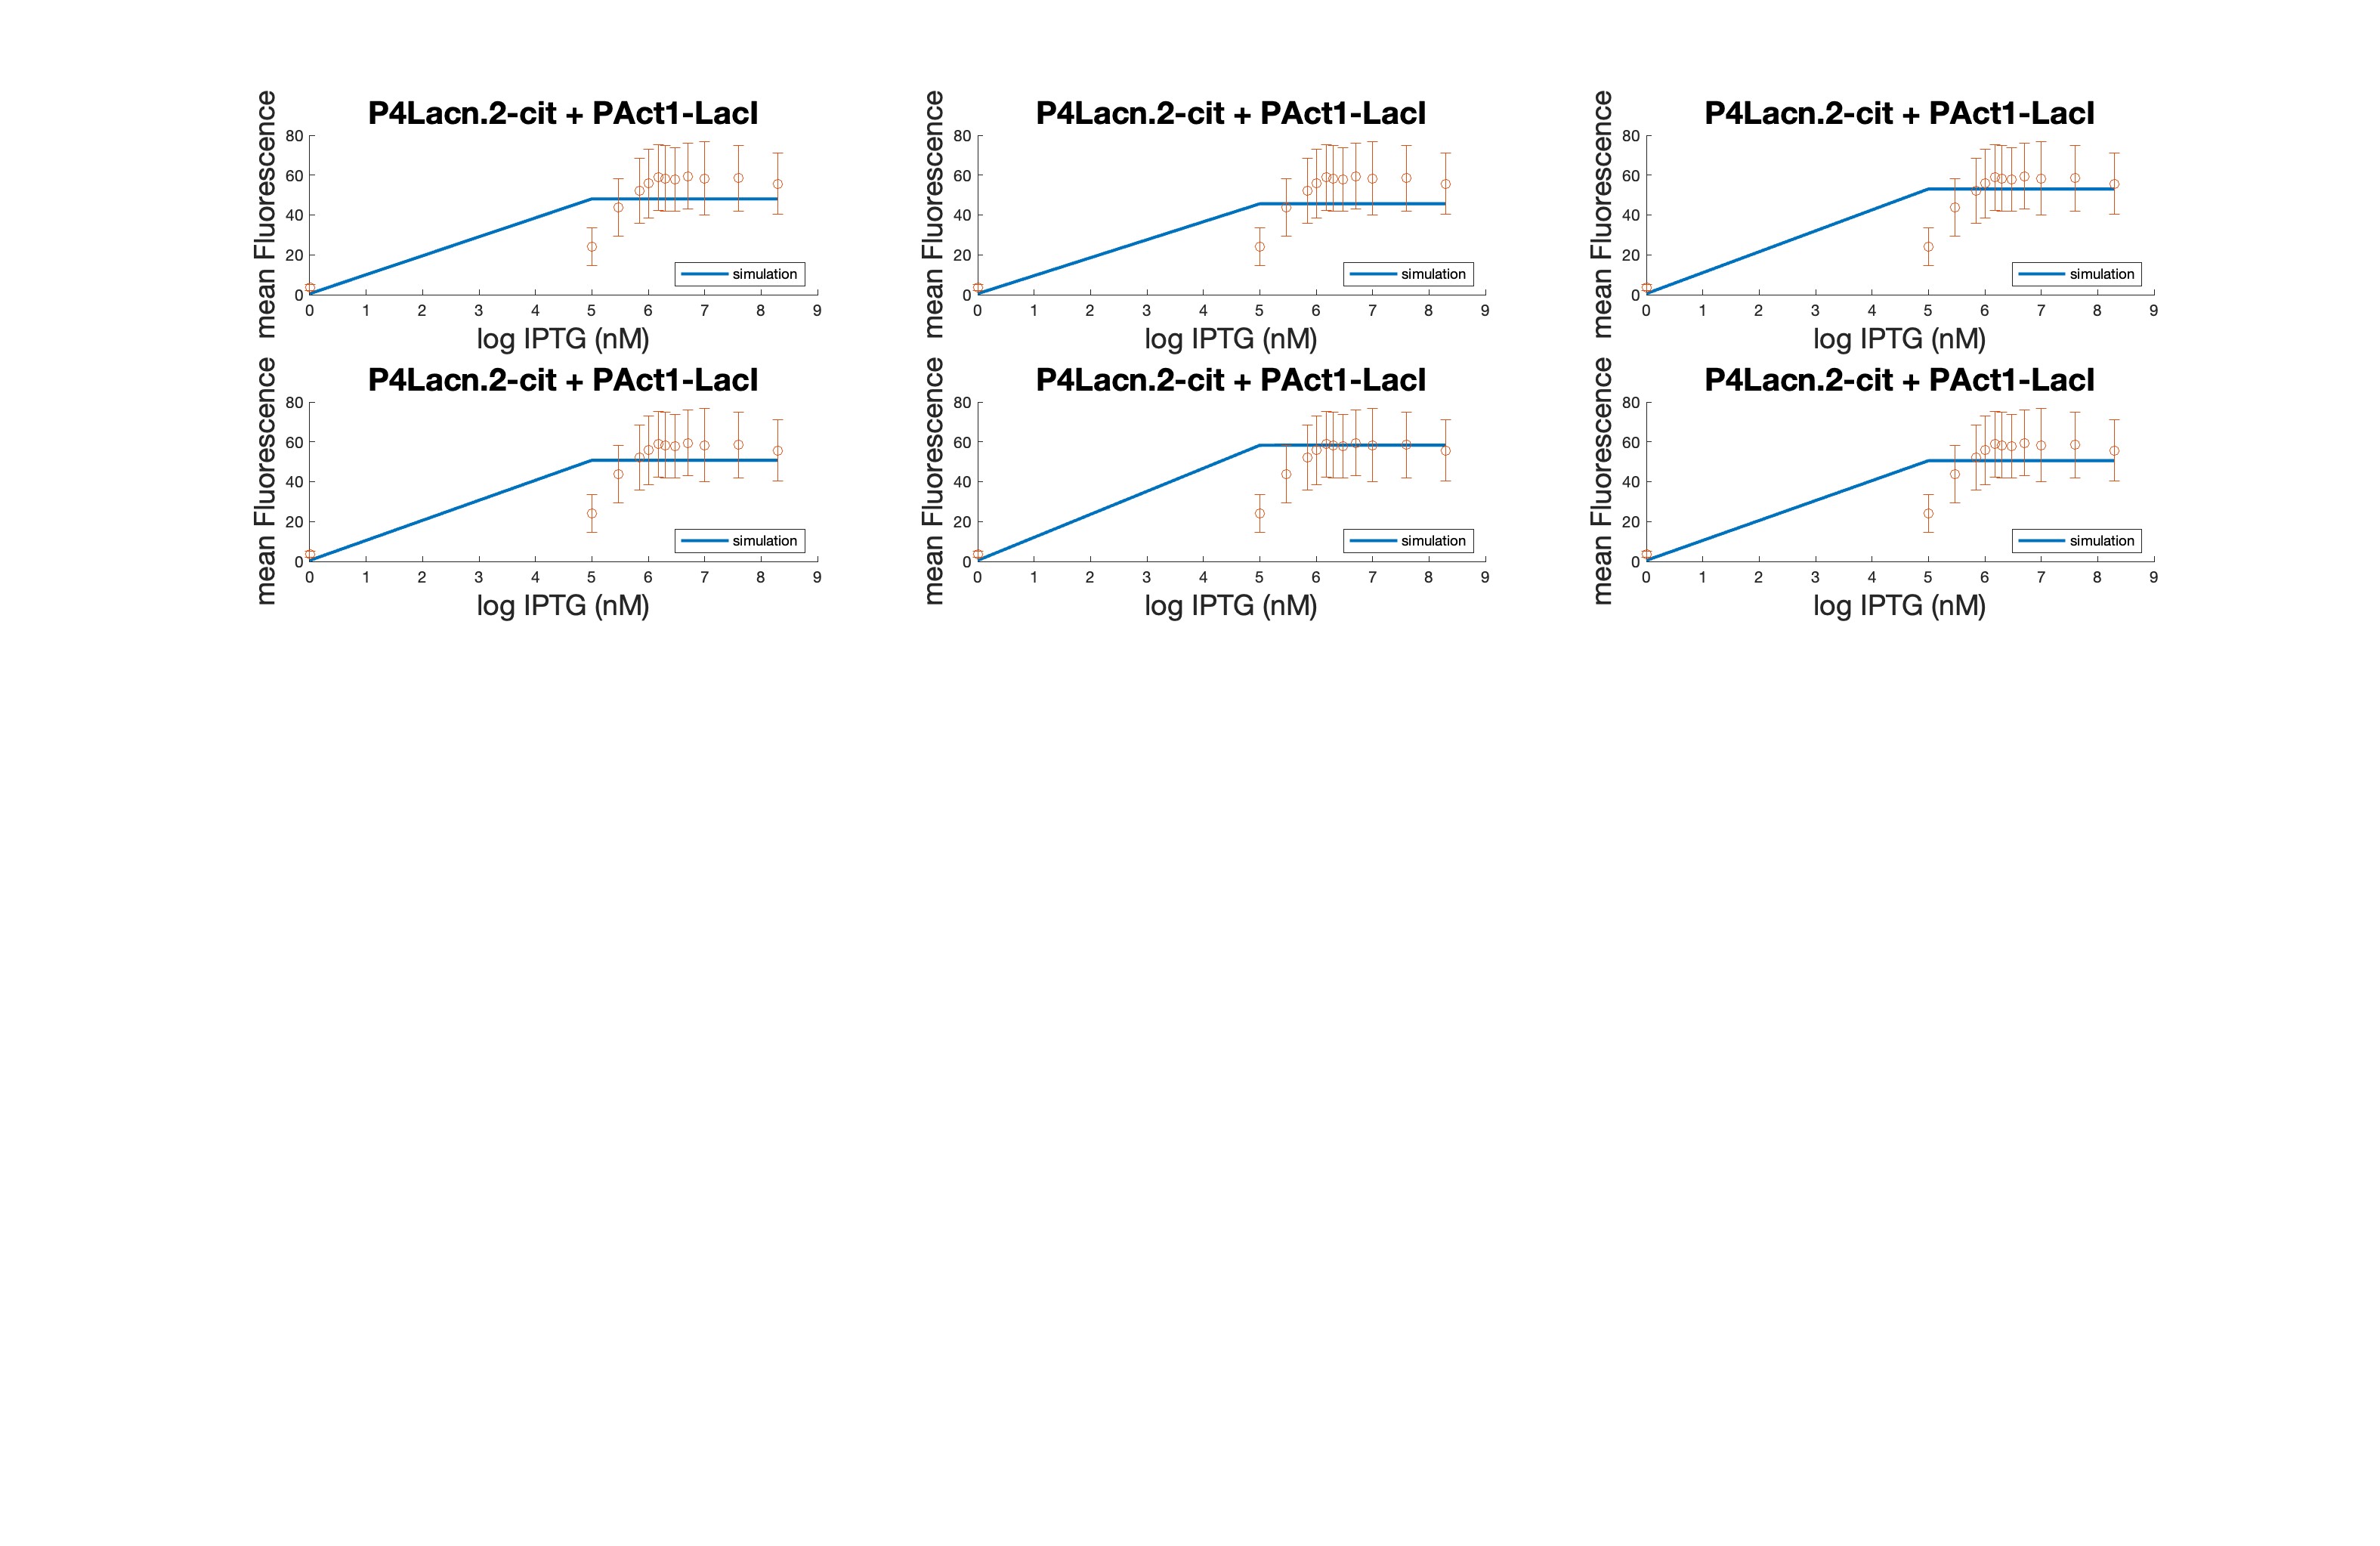 P4Lacn.2-cit + PAct1-LacI
mean Fluorescence
80
60
40
20
0
simulation
0 1 2 3 4 5 6 7 8 9
log IPTG (nM)
P4Lacn.2-cit + PAct1-LacI
mean Fluorescence
80
60
40
20
0
simulation
0 1 2 3 4 5 6 7 8 9
log IPTG (nM)
P4Lacn.2-cit + PAct1-LacI
mean Fluorescence
80
60
40
20
0
simulation
0 1 2 3 4 5 6 7 8 9
log IPTG (nM)
P4Lacn.2-cit + PAct1-LacI
mean Fluorescence
80
60
40
20
0
simulation
0 1 2 3 4 5 6 7 8 9
log IPTG (nM)
P4Lacn.2-cit + PAct1-LacI
mean Fluorescence
80
60
40
20
0
simulation
0 1 2 3 4 5 6 7 8 9
log IPTG (nM)
P4Lacn.2-cit + PAct1-LacI
mean Fluorescence
80
60
40
20
0
simulation
0 1 2 3 4 5 6 7 8 9
log IPTG (nM)